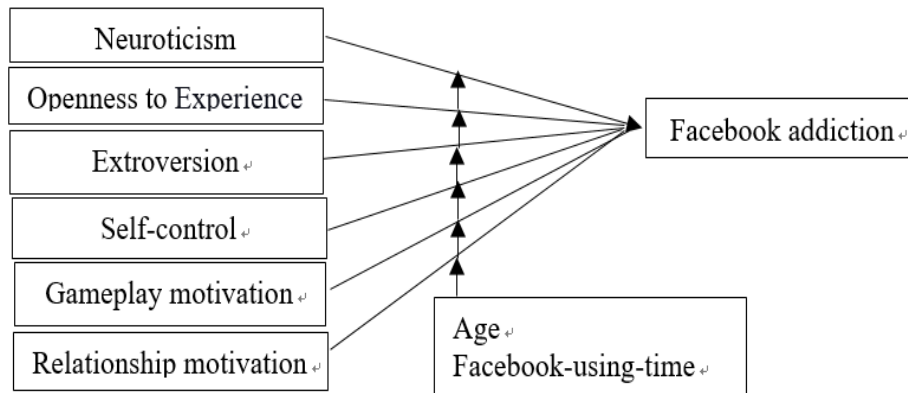 Neuroticism
Openness to Experience
Extroversion
Self-control
Gameplay motivation
Relationship motivation
Facebook addiction
Age
Facebook-using-time